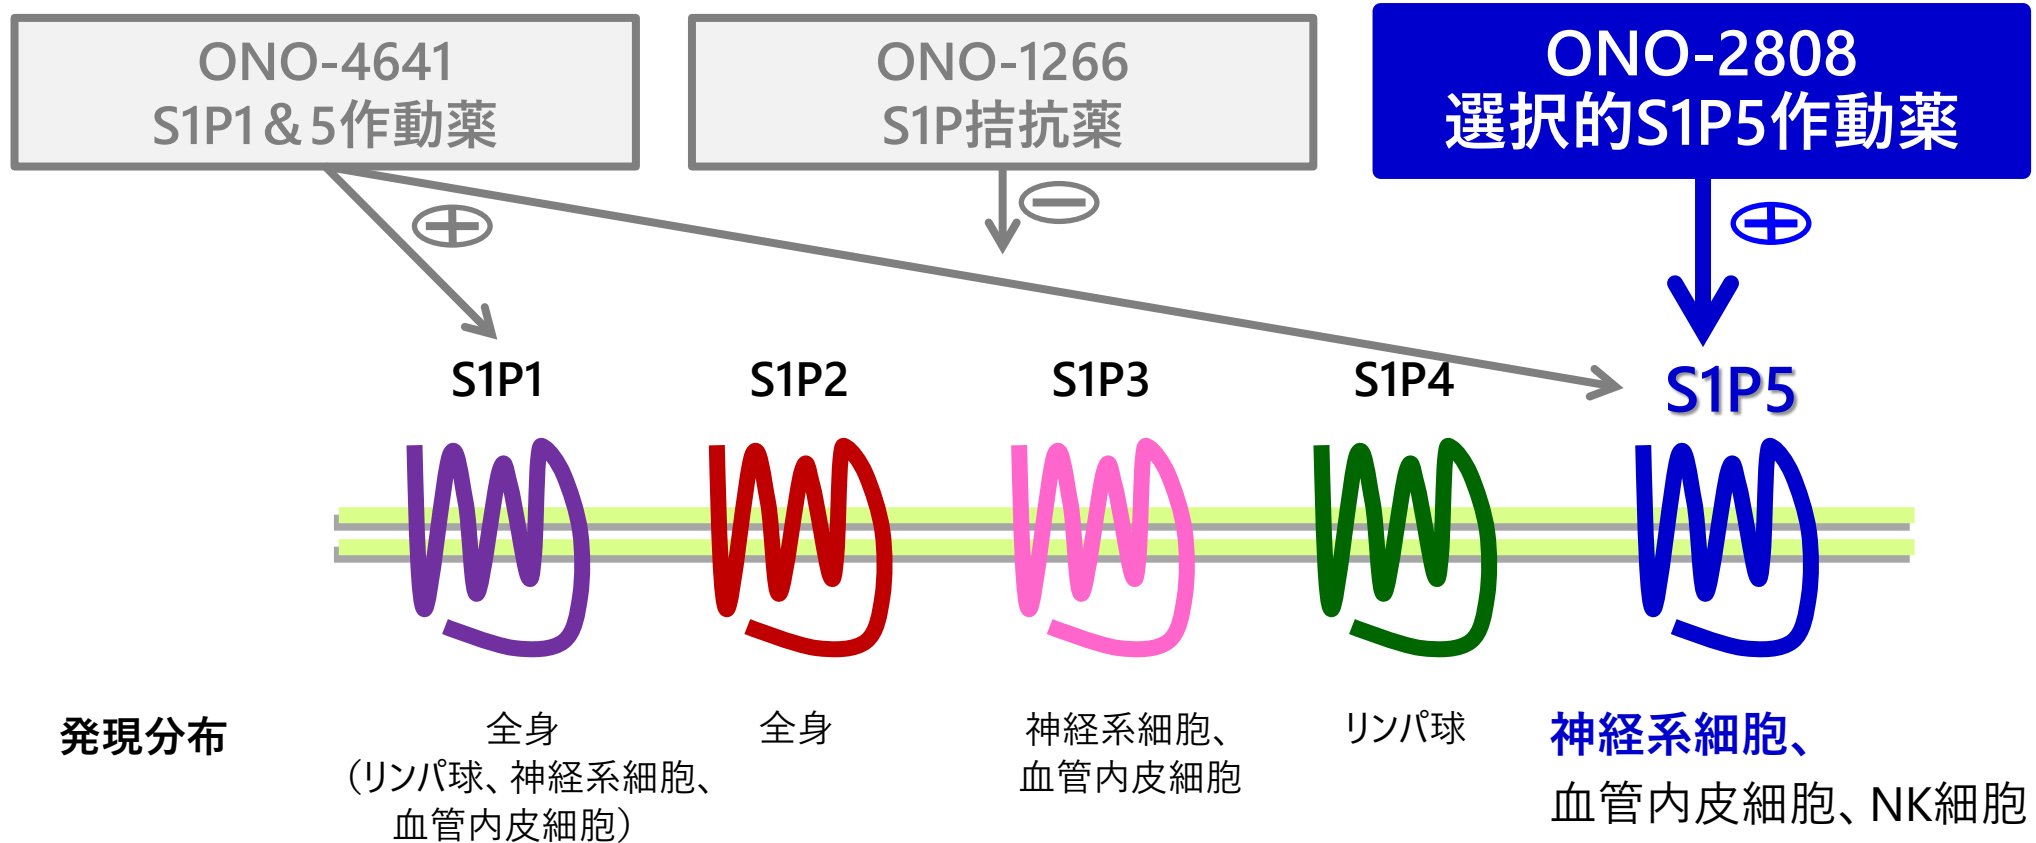 ONO-4641
S1P1＆5作動薬
ONO-1266
S1P拮抗薬
ONO-2808
選択的S1P5作動薬
S1P1
S1P2
S1P3
S1P4
S1P5
発現分布
全身
（リンパ球、神経系細胞、
血管内皮細胞）
全身
神経系細胞、
血管内皮細胞
リンパ球
神経系細胞、
血管内皮細胞、NK細胞